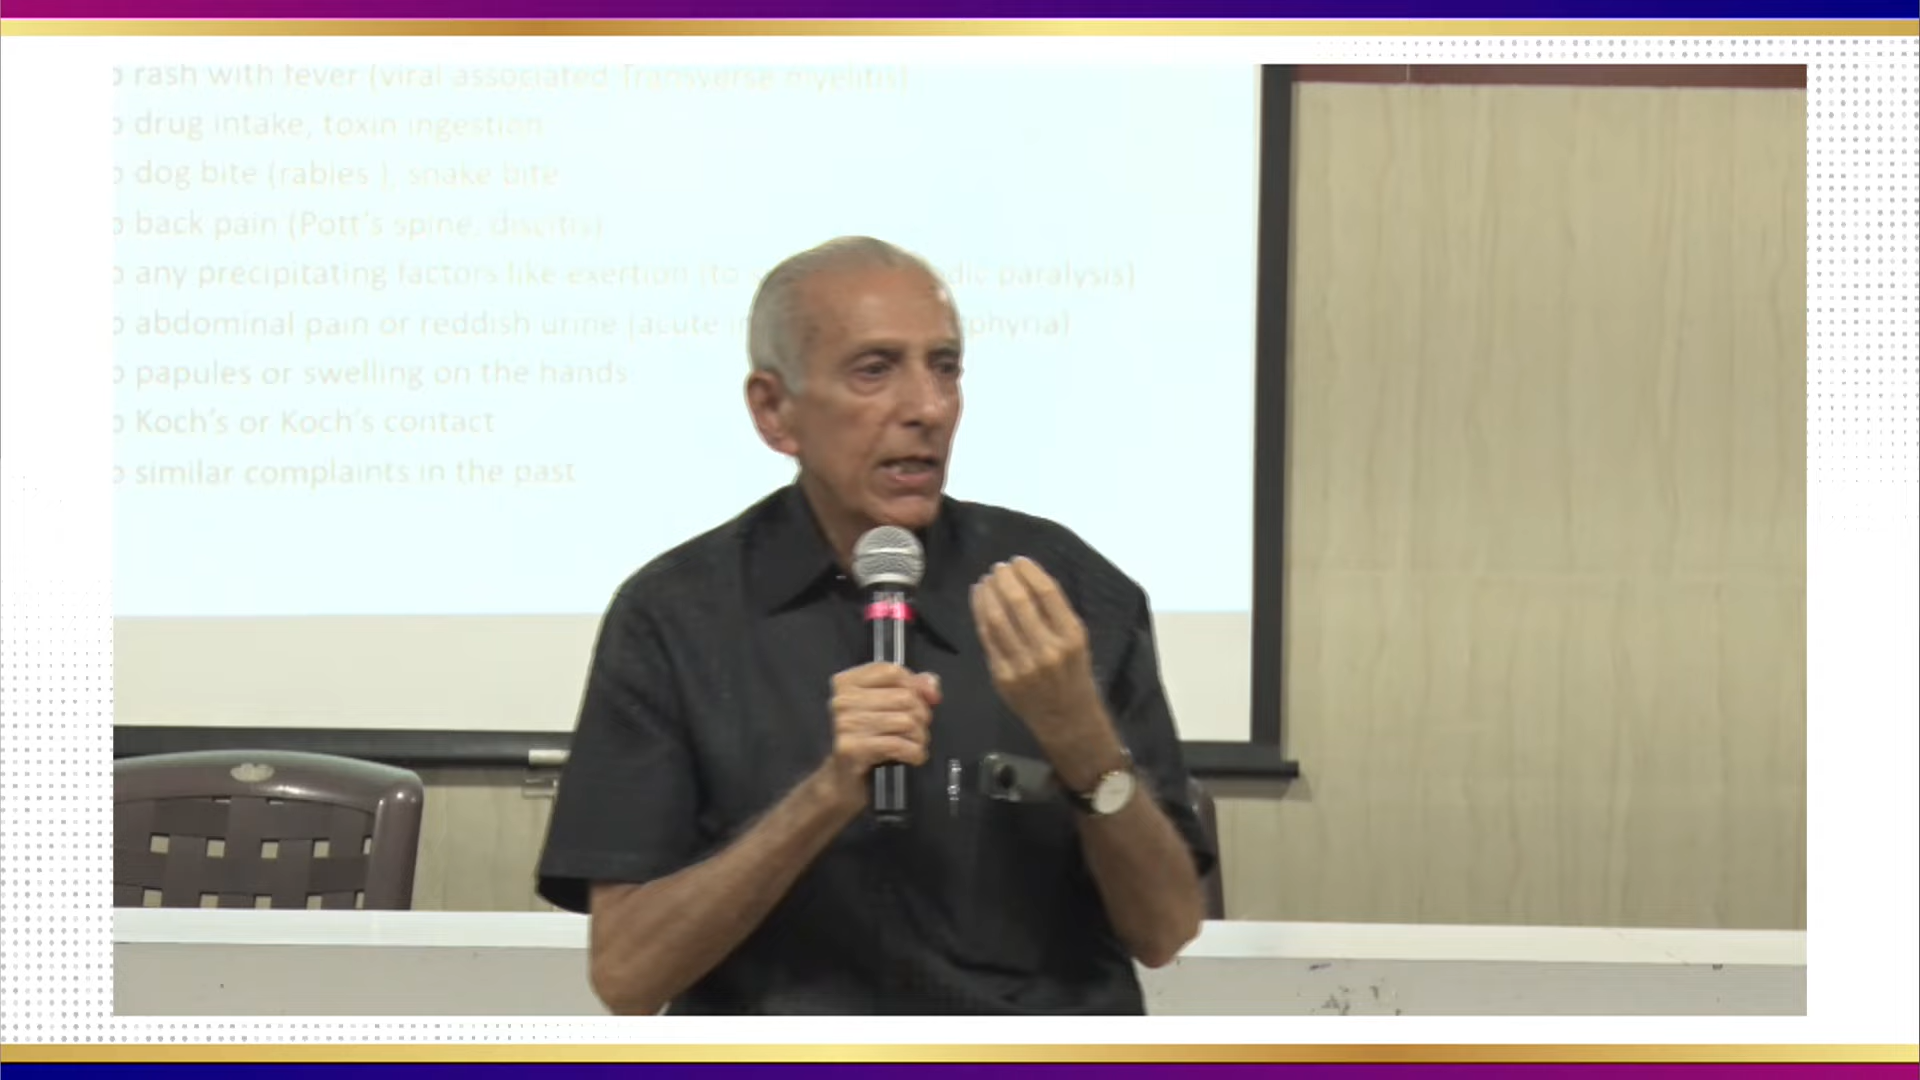 o rash with fever (viral associated Transverse myelitis)
o drug intake, toxin ingestion
o dog bite (rabies ), snake bite
o back pain (Pott's spine, discitis)
o any precipitating factors like exertion (to paralysis)
o abdominal pain or reddish urine (acute
o papules or swelling on the hands
o Koch's or Koch's contact
o similar complaints in the past